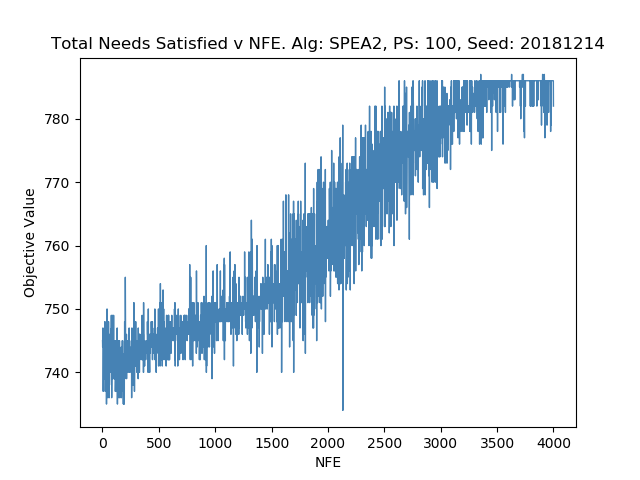 Total Needs Satisfied v NFE. Alg: SPEA2, PS: 100, Seed: 20181214
780
770
760
750
740
Objective Value
0 500 1000 1500 2000 2500 3000 3500 4000
NFE